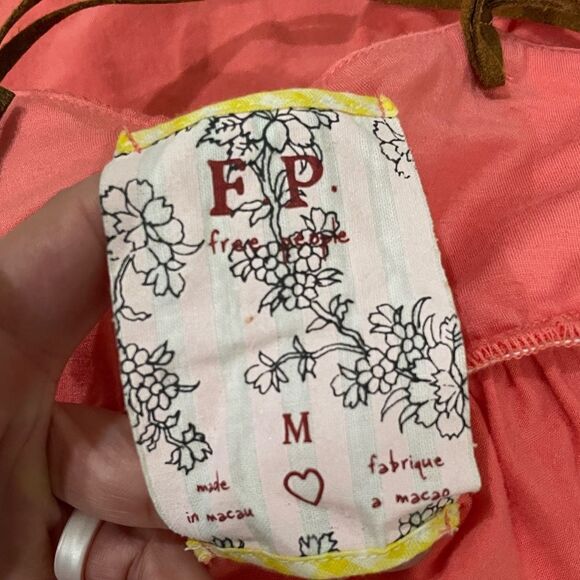 F.P.
free people
M
made
in macau
fabrique
a macao